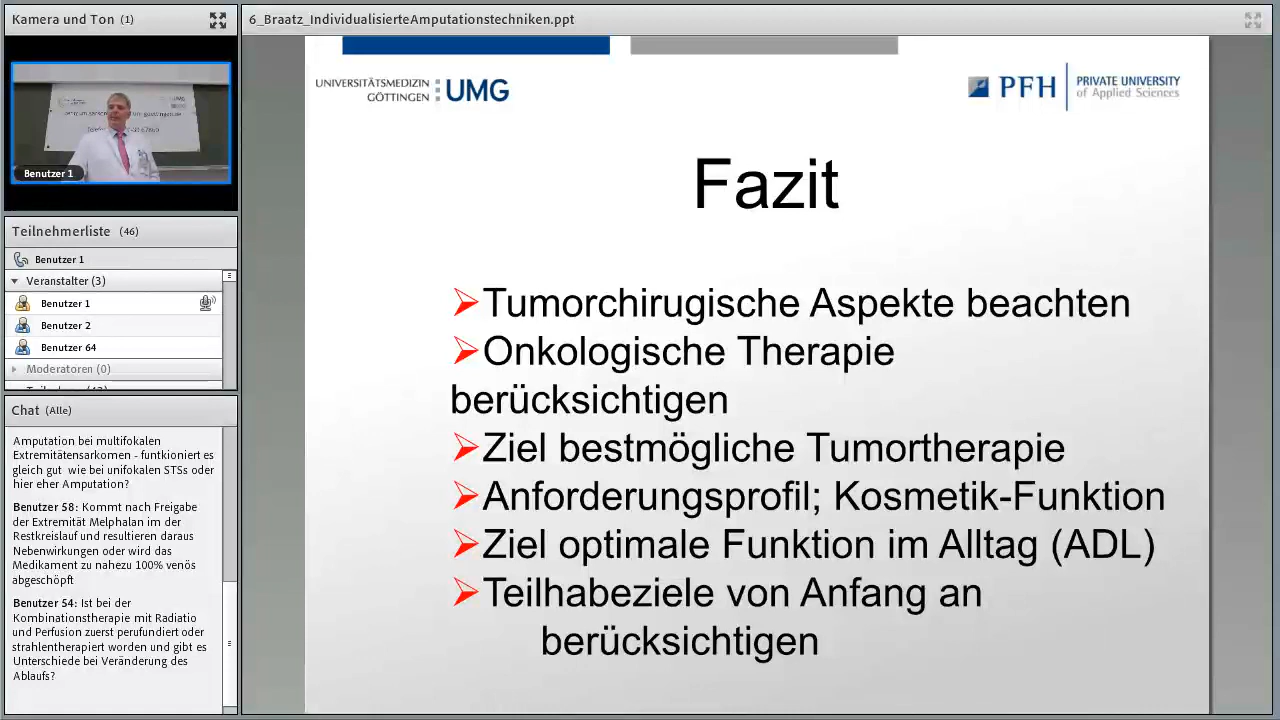 Kamera und Ton (1)
Benutzer 1
Teilnehmerliste (46)
Benutzer 1
Veranstalter (3)
Benutzer 1
Benutzer 2
Benutzer 64
Moderatoren (0)
Chat (Alle)
Amputation bei multifokalen
Extremitätensarkomen - funtkioniert es
gleich gut wie bei unifokalen STSs oder
hier eher Amputation?
Benutzer 58: Kommt nach Freigabe
der Extremität Melphalan im der
Restkreislauf und resultieren daraus
Nebenwirkungen oder wird das
Medikament zu nahezu 100% venös
abgeschöpft
Benutzer 54: Ist bei der
Kombinationstherapie mit Radiatio
und Perfusion zuerst perufundiert oder
strahlentherapiert worden und gibt es
Unterschiede bei Veränderung des
Ablaufs?
6_Braatz_IndividualisierteAmputationstechniken.ppt
UNIVERSITÄTSMEDIZIN
GÖTTINGEN
UMG
PFH
PRIVATE UNIVERSITY
of Applied Sciences
Fazit
Tumorchirugische Aspekte beachten
Onkologische Therapie
berücksichtigen
Ziel bestmögliche Tumortherapie
Anforderungsprofil; Kosmetik-Funktion
Ziel optimale Funktion im Alltag (ADL)
Teilhabeziele von Anfang an
berücksichtigen